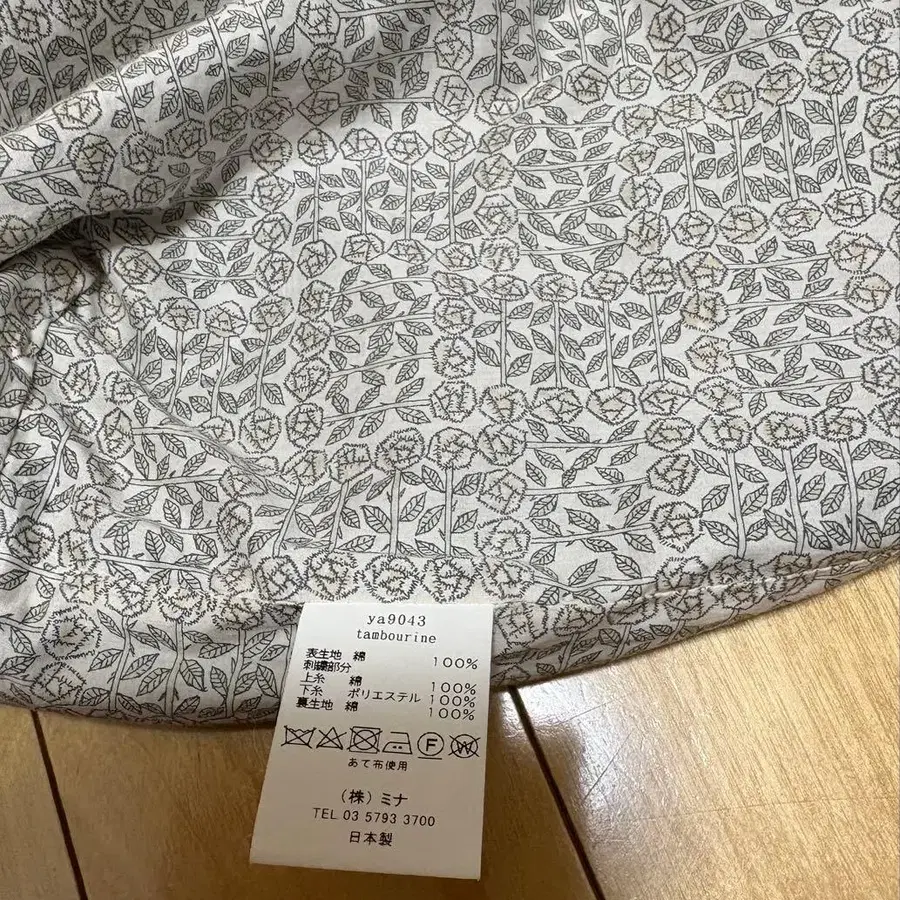 ya9043
tambourine
表生地 綿 100%
刺繍部分
上糸 綿 100%
下糸 ポリエステル 100%
裏生地 綿 100%
F W
あて布使用
(株) ミナ
TEL 03 5793 3700
日本製